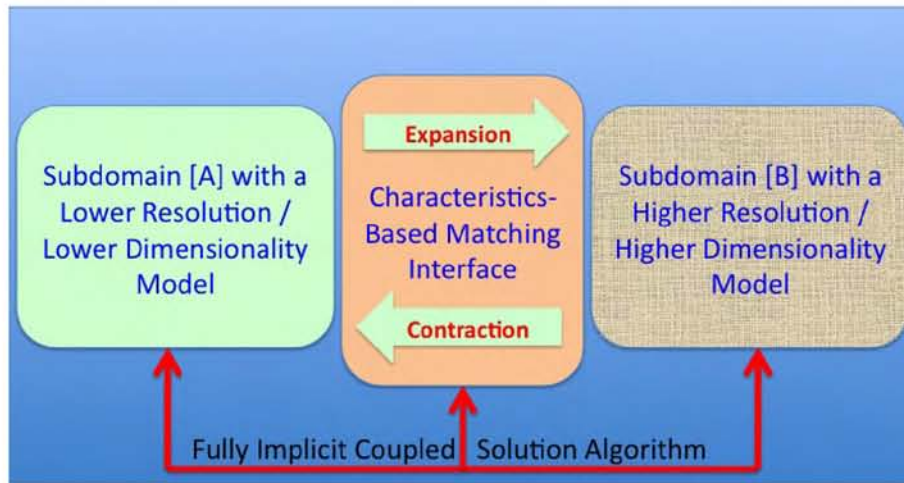 Subdomain [A] with a
Lower Resolution /
Lower Dimensionality
Model
Expansion
Characteristics-
Based Matching
Interface
Contraction
Subdomain [B] with a
Higher Resolution /
Higher Dimensionality
Model
Fully Implicit Coupled Solution Algorithm